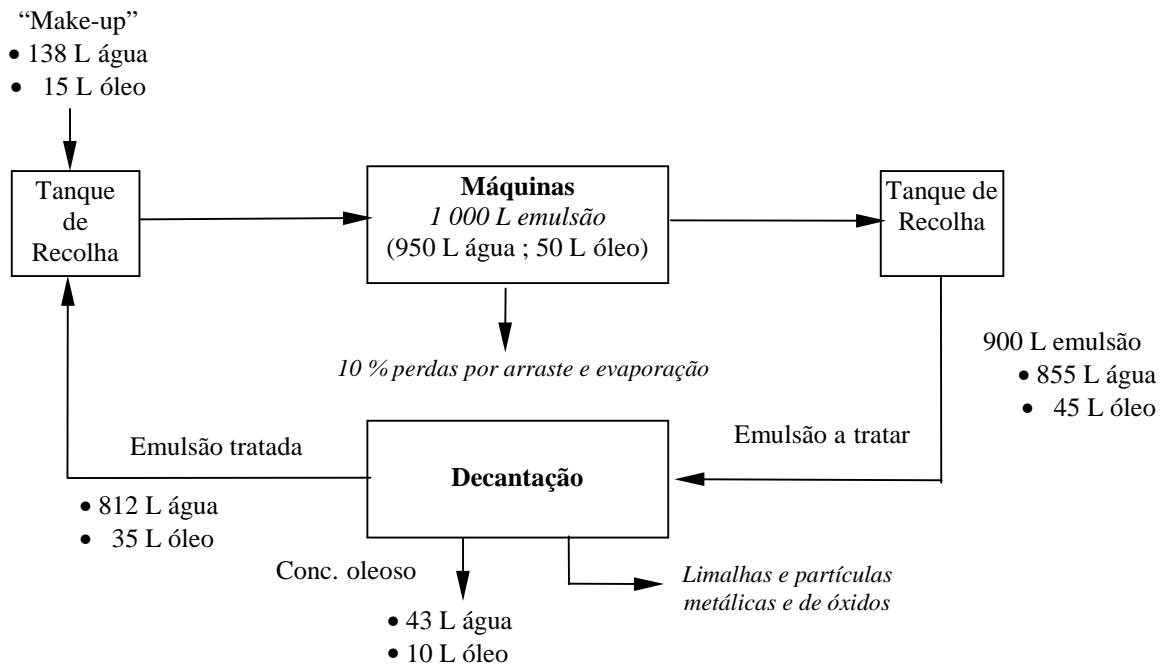 “Make-up”
• 138 L água
• 15 L óleo
Tanque
de
Recolha
Máquinas
1 000 L emulsão
(950 L água ; 50 L óleo)
Tanque de
Recolha
10 % perdas por arraste e evaporação
900 L emulsão
• 855 L água
• 45 L óleo
Emulsão a tratar
Emulsão tratada
Decantação
• 812 L água
• 35 L óleo
Conc. oleoso
• 43 L água
• 10 L óleo
Limalhas e partículas
metálicas e de óxidos